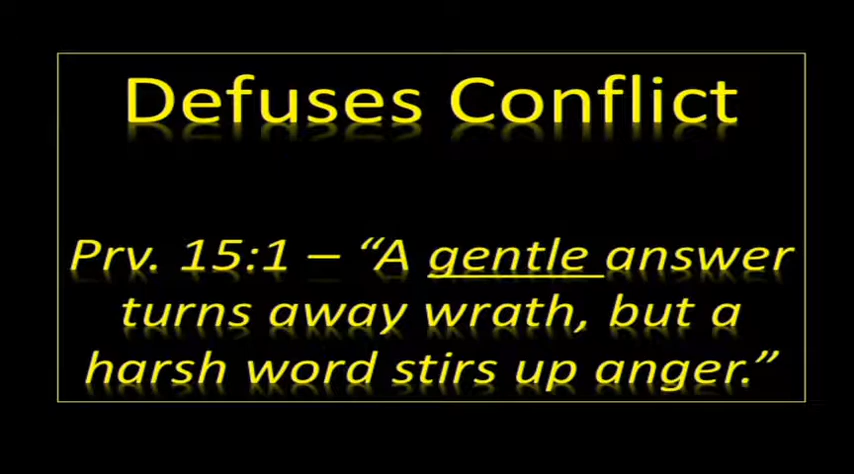 Defuses Conflict
Prv. 15:1 – “A gentle answer
turns away wrath, but a
harsh word stirs up anger.”